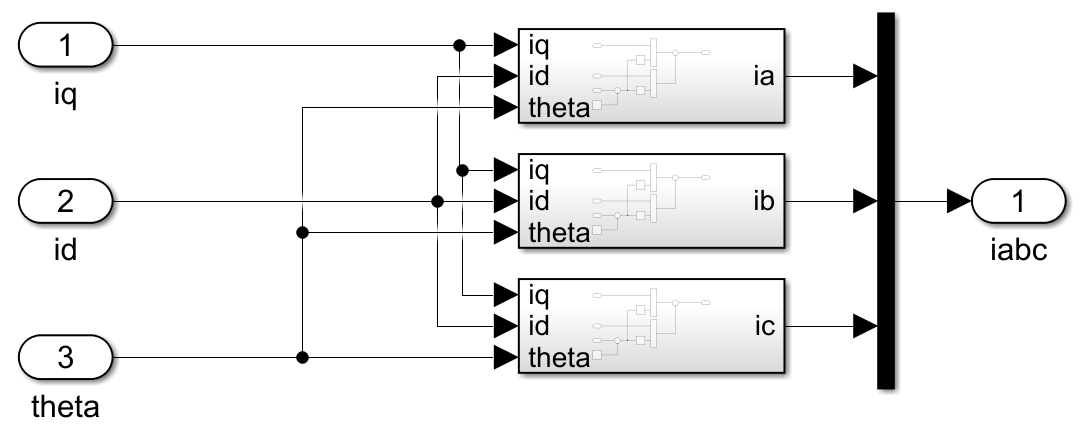 1
iq
2
id
3
theta
iq
id
theta
ia
iq
id
theta
ib
iq
id
theta
ic
1
iabc